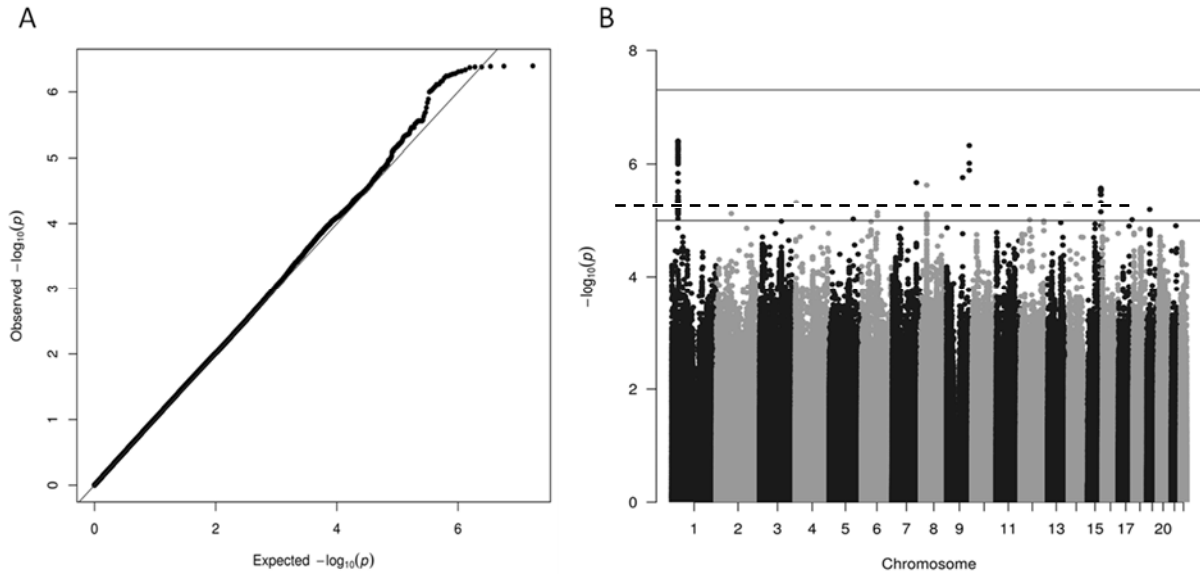 A
Observed −log₁₀(p)
0
1
2
3
4
5
6
0 2 4 6
Expected −log₁₀(p)
B
−log₁₀(p)
8
6
4
2
0
1 2 3 4 5 6 7 8 9 11 13 15 17 20
Chromosome